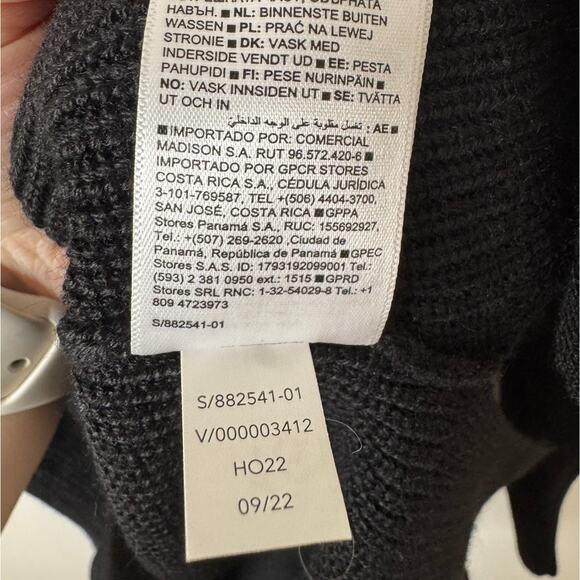 НАВЪН. ■ NL: BINNENSTE BUITEN
WASSEN ■ PL: PRAĆ NA LEWEJ
STRONIE ■ DK: VASK MED
INDERSIDE VENDT UD ■ EE: PESTA
PAHUPIDI ■ FI: PESE NURINPÄIN ■
NO: VASK INNSIDEN UT ■ SE: TVÄTTA
UT OCH IN
■ AE: تغسل مقلوبة على الوجه الداخلي
■ IMPORTADO POR: COMERCIAL
MADISON S.A. RUT 96.572.420-6 ■
IMPORTADO POR GPCR STORES
COSTA RICA S.A., CÉDULA JURÍDICA
3-101-769587, TEL +(506) 4404-3700,
SAN JOSÉ, COSTA RICA ■ GPPA
Stores Panamá S.A., RUC: 155692927,
Tel.: +(507) 269-2620 ,Ciudad de
Panamá, República de Panamá ■ GPEC
Stores S.A.S. ID: 1793192099001 Tel.:
(593) 2 381 0950 ext.: 1515 ■ GPRD
Stores SRL RNC: 1-32-54029-8 Tel.: +1
809 4723973
S/882541-01
S/882541-01
V/000003412
HO22
09/22